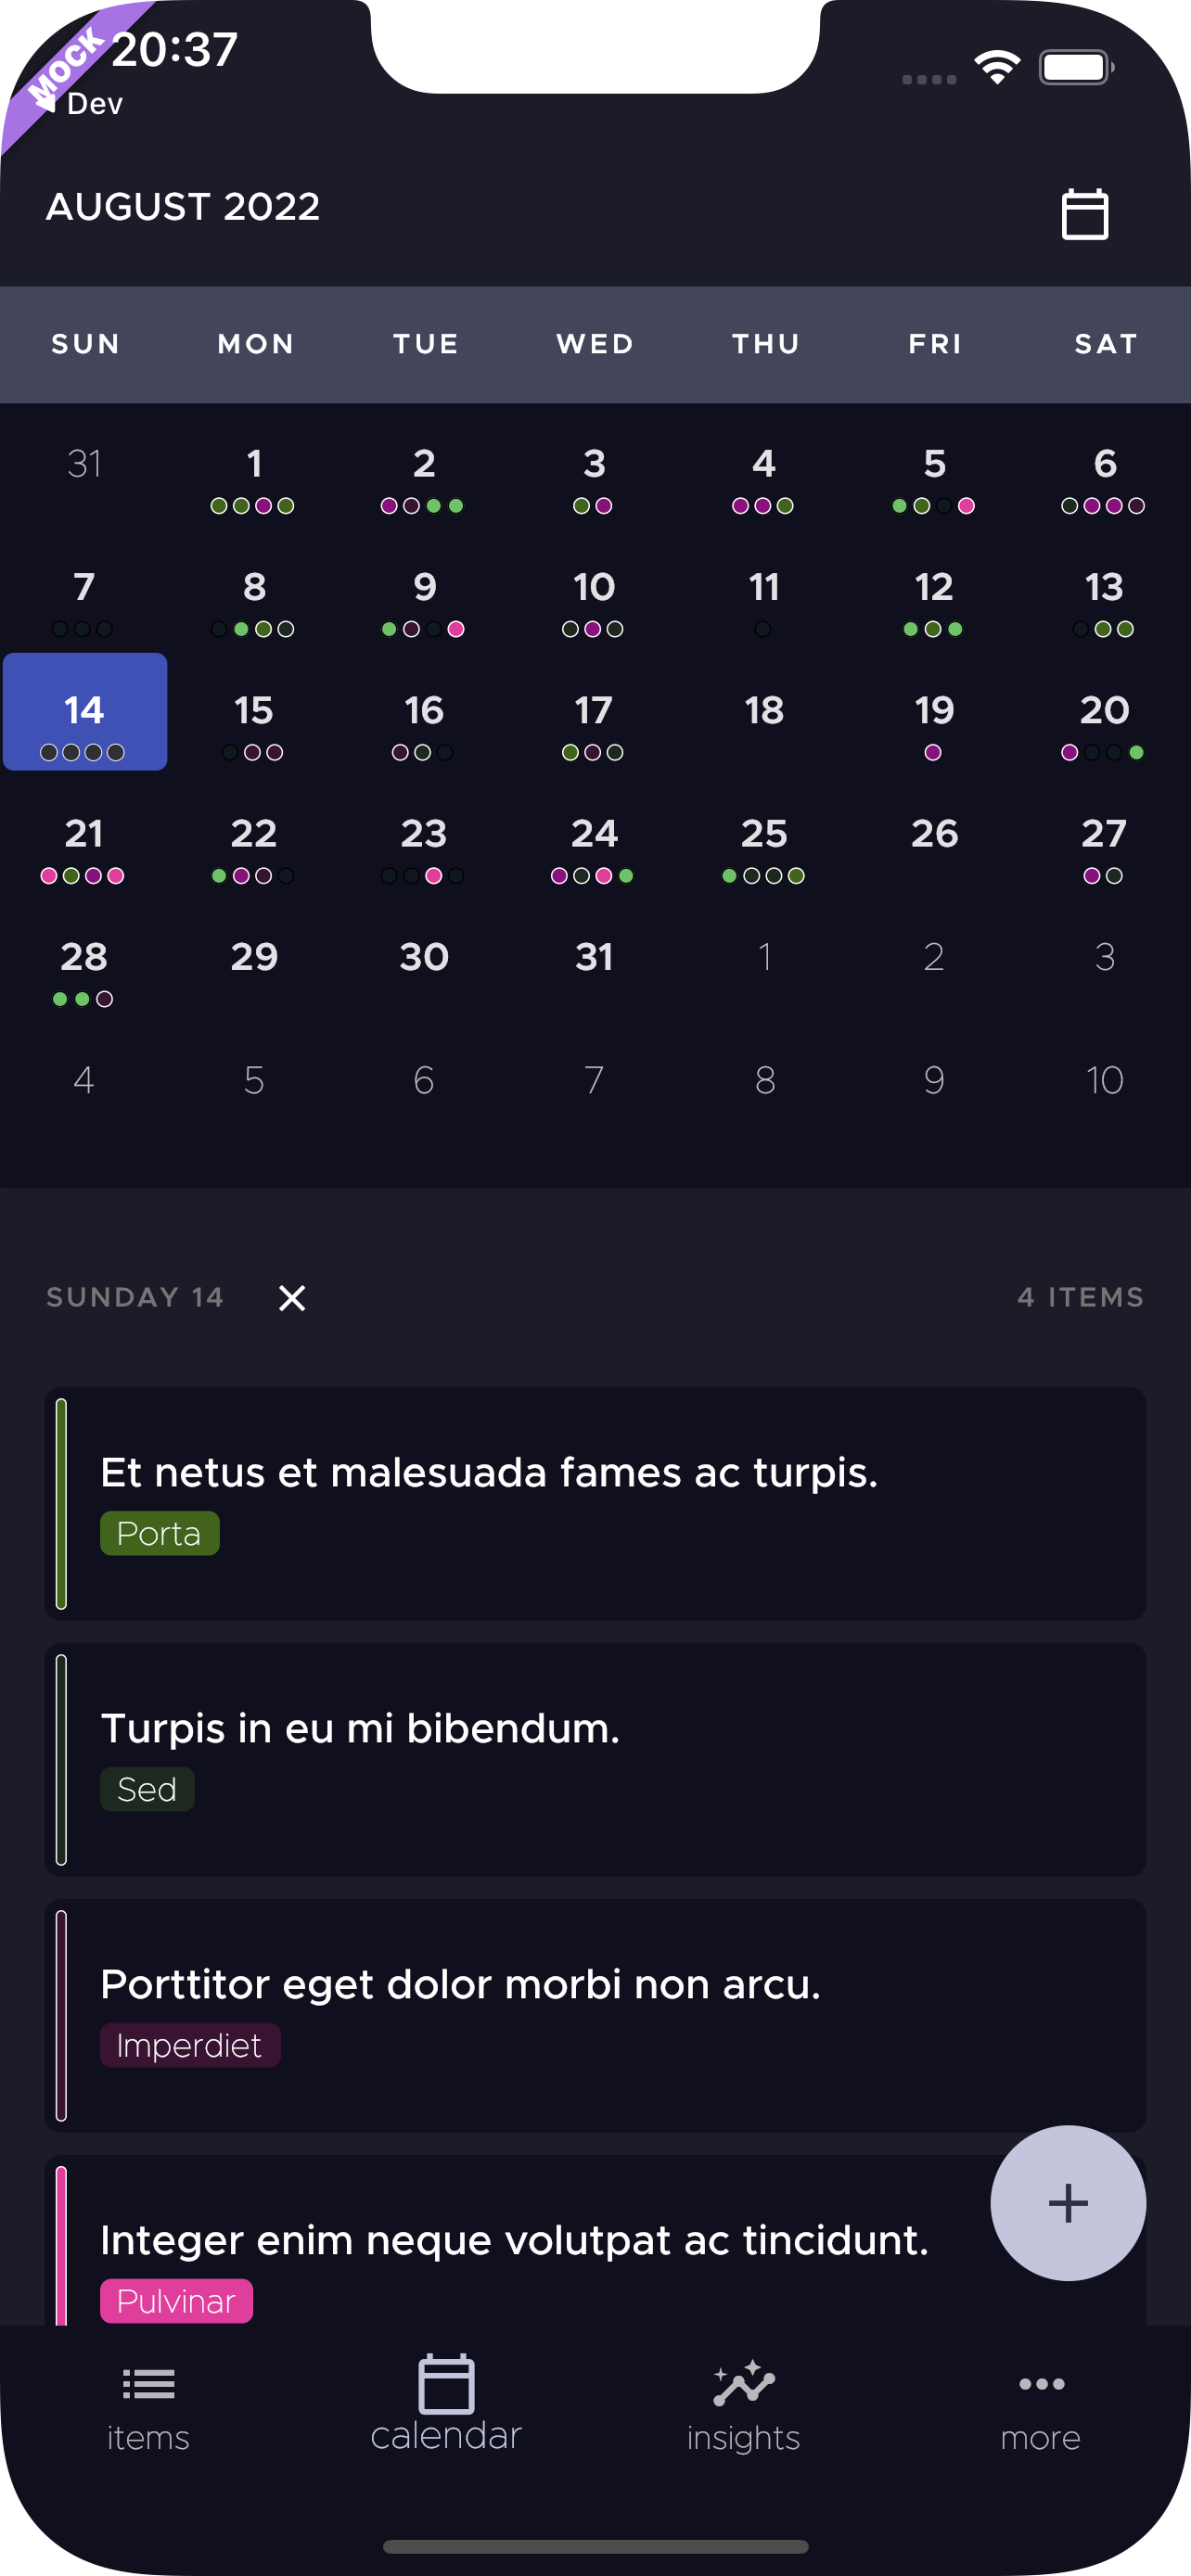 MOCK
20:37
Dev
AUGUST 2022
SUN MON TUE WED THU FRI SAT
31 1 2 3 4 5 6
7 8 9 10 11 12 13
14 15 16 17 18 19 20
21 22 23 24 25 26 27
28 29 30 31 1 2 3
4 5 6 7 8 9 10
SUNDAY 14 4 ITEMS
Et netus et malesuada fames ac turpis.
Porta
Turpis in eu mi bibendum.
Sed
Porttitor eget dolor morbi non arcu.
Imperdiet
Integer enim neque volutpat ac tincidunt.
Pulvinar
items calendar insights more